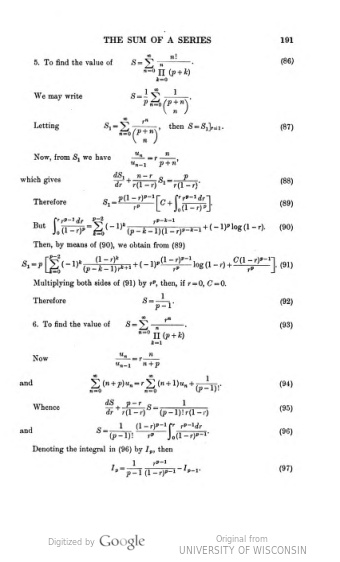 THE SUM OF A SERIES 191
5. To find the value of S = \sum_{n=0}^{\infty} \frac{n!}{\prod_{k=0}^{n} (p+k)}. (86)
We may write S = \frac{1}{p} \sum_{n=0}^{\infty} \frac{1}{\binom{p+n}{n}}.
Letting S_1 = \sum_{n=0}^{\infty} \frac{r^n}{\binom{p+n}{n}}, then S = S_1]_{r=1}. (87)
Now, from S_1 we have \frac{u_n}{u_{n-1}} = r \frac{n}{p+n},
which gives \frac{dS_1}{dr} + \frac{n-r}{r(1-r)} S_1 = \frac{p}{r(1-r)}. (88)
Therefore S_1 = \frac{p(1-r)^{p-1}}{r^p} \left[ C + \int_0^r \frac{r^{p-1} dr}{(1-r)^p} \right]. (89)
But \int_0^r \frac{r^{p-1} dr}{(1-r)^p} = \sum_{k=0}^{p-2} (-1)^k \frac{r^{p-k-1}}{(p-k-1)(1-r)^{p-k-1}} + (-1)^p \log (1-r). (90)
Then, by means of (90), we obtain from (89)
S_1 = p \left[ \sum_{k=0}^{p-2} (-1)^k \frac{(1-r)^k}{(p-k-1) r^{k+1}} + (-1)^p \frac{(1-r)^{p-1}}{r^p} \log (1-r) + \frac{C(1-r)^{p-1}}{r^p} \right]. (91)
Multiplying both sides of (91) by r^p, then, if r=0, C=0.
Therefore S = \frac{1}{p-1}. (92)
6. To find the value of S = \sum_{n=0}^{\infty} \frac{r^n}{\prod_{k=1}^{n} (p+k)} (93)
Now \frac{u_n}{u_{n-1}} = r \frac{n}{n+p}
and \sum_{n=0}^{\infty} (n+p) u_n = r \sum_{n=0}^{\infty} (n+1) u_n + \frac{1}{(p-1)!} (94)
Whence \frac{dS}{dr} + \frac{p-r}{r(1-r)} S = \frac{1}{(p-1)! r(1-r)} (95)
and S = \frac{1}{(p-1)!} \frac{(1-r)^{p-1}}{r^p} \int_0^r \frac{r^{p-1} dr}{(1-r)^p}. (96)
Denoting the integral in (96) by I_p, then
I_p = \frac{1}{p-1} \frac{r^{p-1}}{(1-r)^{p-1}} - I_{p-1}. (97)
Digitized by Google
Original from
UNIVERSITY OF WISCONSIN